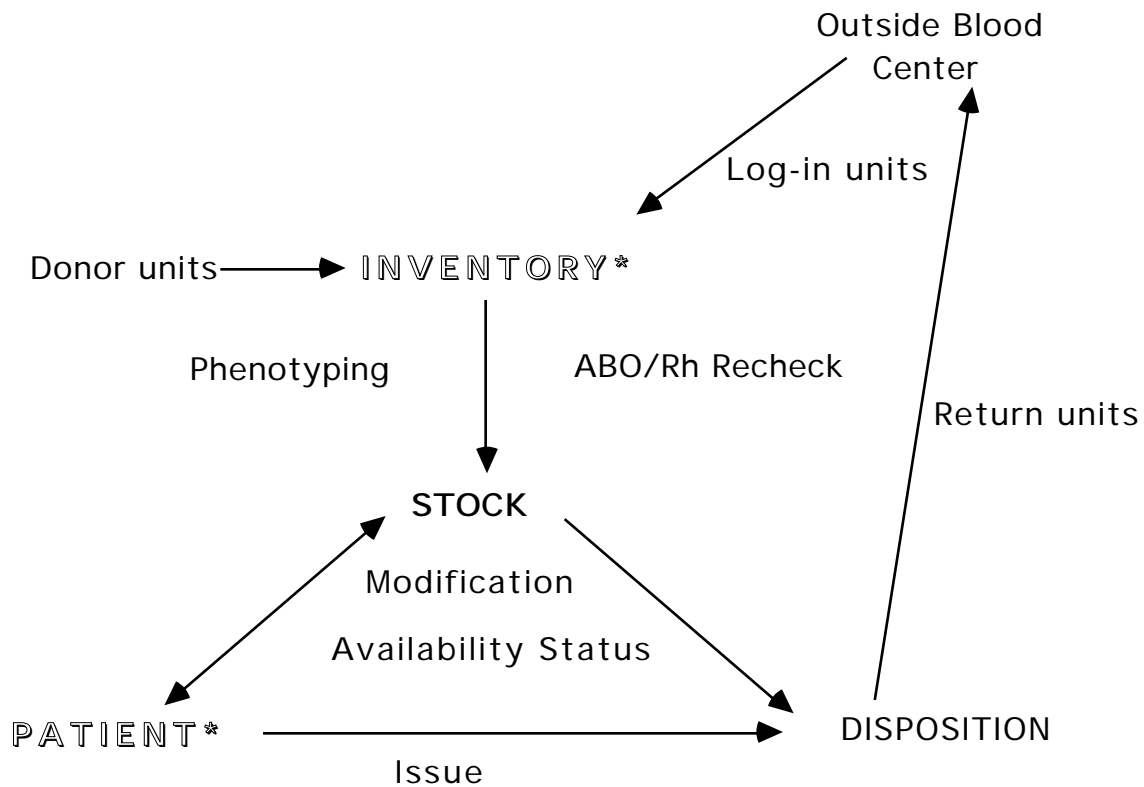 Outside Blood
Center
Log-in units
Donor units
INVENTORY*
Phenotyping
ABO/Rh Recheck
Return units
STOCK
Modification
Availability Status
PATIENT*
DISPOSITION
Issue